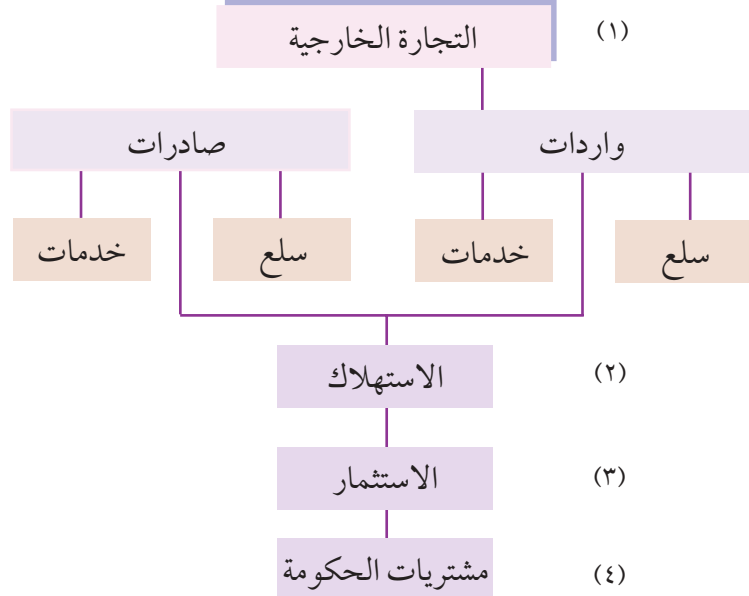 (١) التجارة الخارجية
واردات صادرات
سلع خدمات سلع خدمات
(٢) الاستهلاك
(٣) الاستثمار
(٤) مشتريات الحكومة